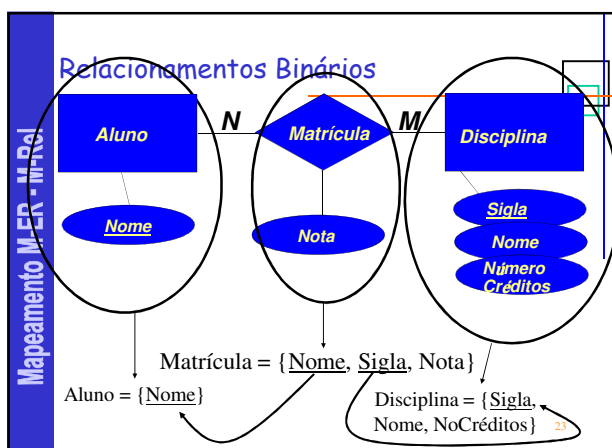 Relacionamentos Binários
Mapeamento M-ER - M-Rel
Aluno
N
Matrícula
M
Disciplina
Nome
Nota
Sigla
Nome
Número
Créditos
Matrícula = {Nome, Sigla, Nota}
Aluno = {Nome}
Disciplina = {Sigla,
Nome, NoCréditos}
23